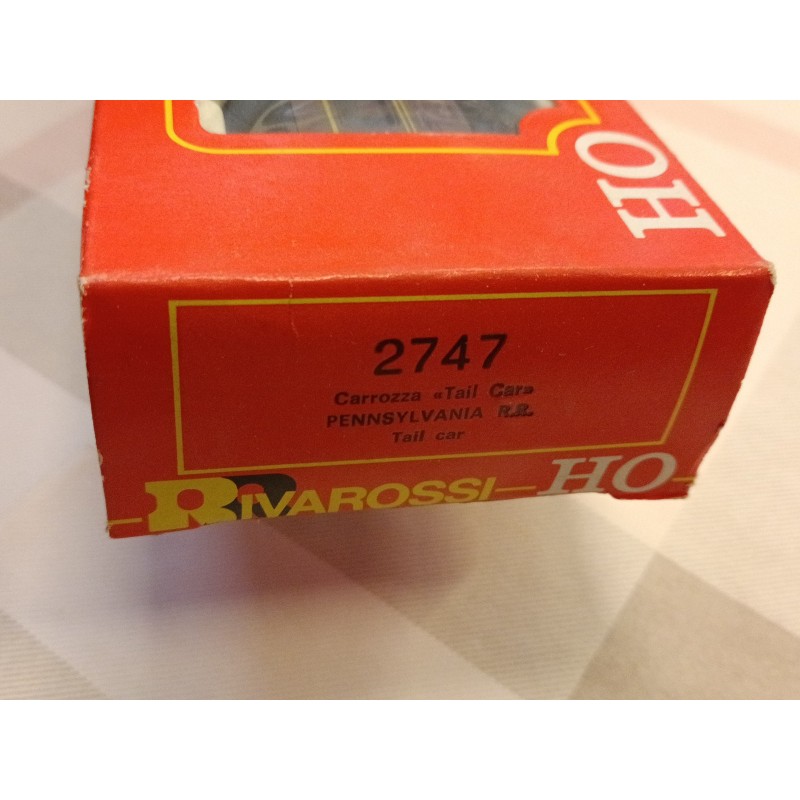 HO
2747
Carrozza «Tail Car»
PENNSYLVANIA R.R.
Tail car
RIVAROSSI HO